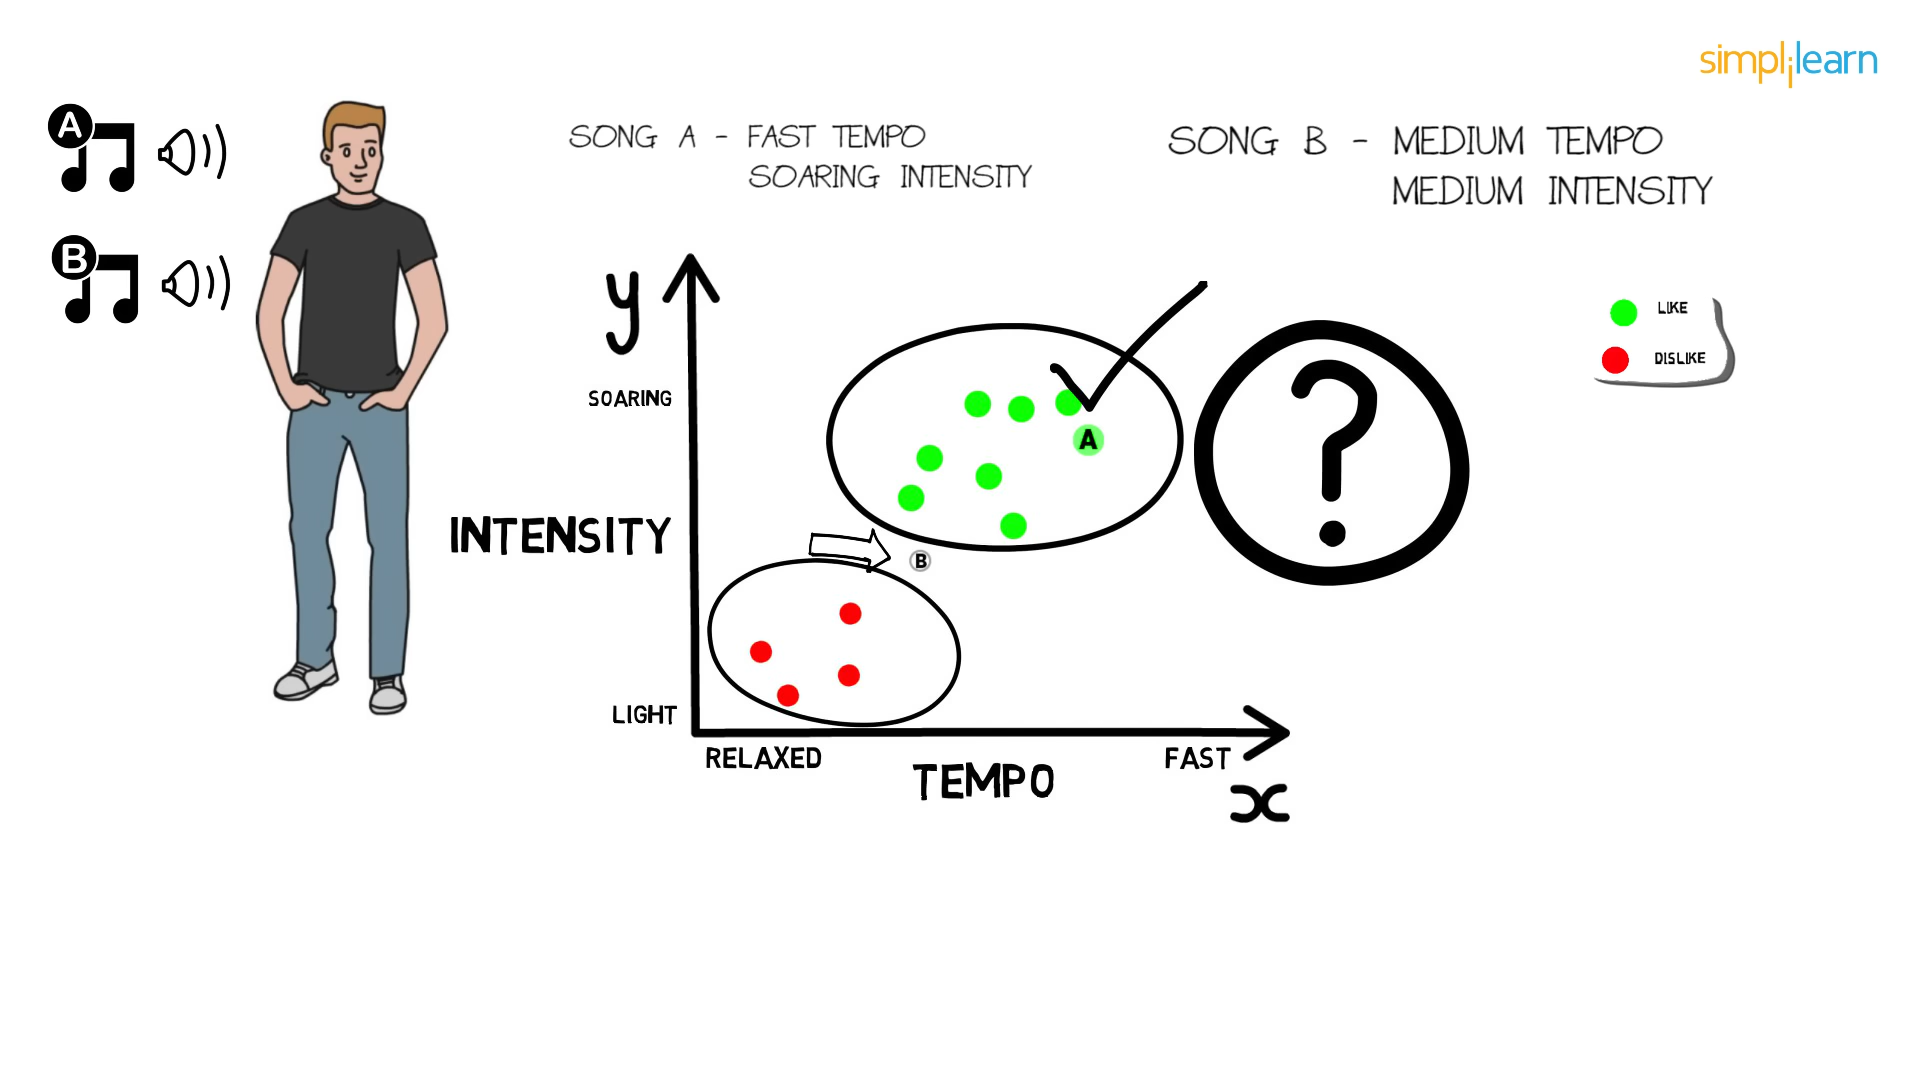 simplilearn
A
SONG A - FAST TEMPO
SOARING INTENSITY
SONG B - MEDIUM TEMPO
MEDIUM INTENSITY
B
y
LIKE
DISLIKE
SOARING
A
?
INTENSITY
B
LIGHT
RELAXED
FAST
TEMPO
x